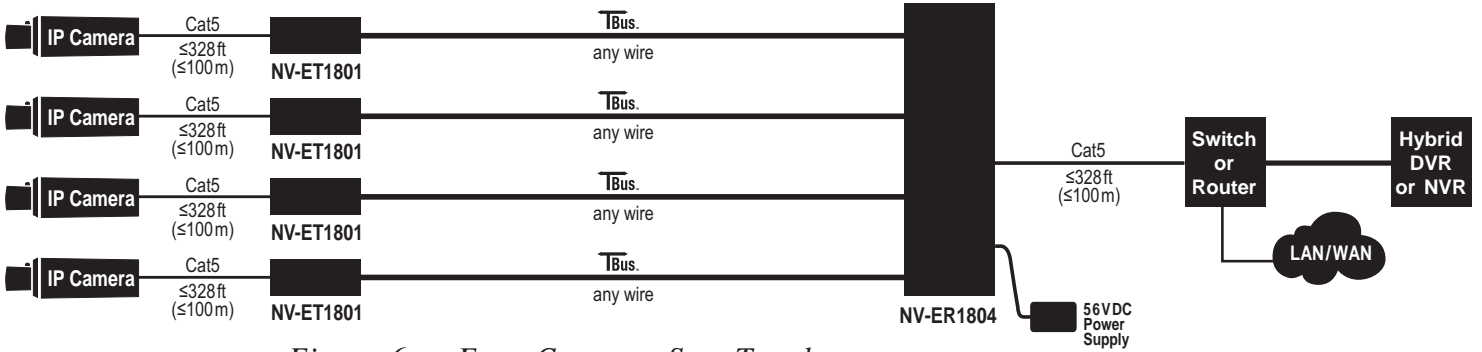 IP Camera
Cat5
≤328ft
(≤100m)
NV-ET1801
TBus.
any wire
IP Camera
Cat5
≤328ft
(≤100m)
NV-ET1801
TBus.
any wire
IP Camera
Cat5
≤328ft
(≤100m)
NV-ET1801
TBus.
any wire
IP Camera
Cat5
≤328ft
(≤100m)
NV-ET1801
TBus.
any wire
NV-ER1804
56VDC
Power
Supply
Cat5
≤328ft
(≤100m)
Switch
or
Router
Hybrid
DVR
or NVR
LAN/WAN